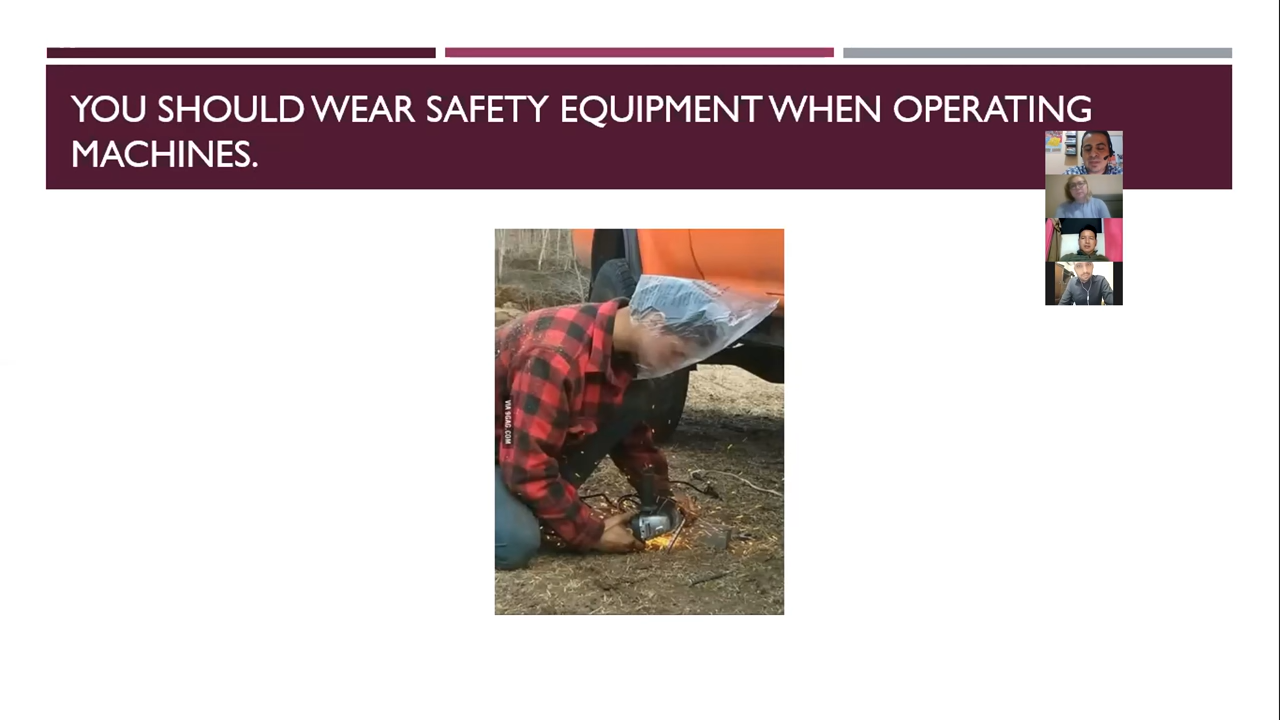 YOU SHOULD WEAR SAFETY EQUIPMENT WHEN OPERATING
MACHINES.
VIA 9GAG.COM